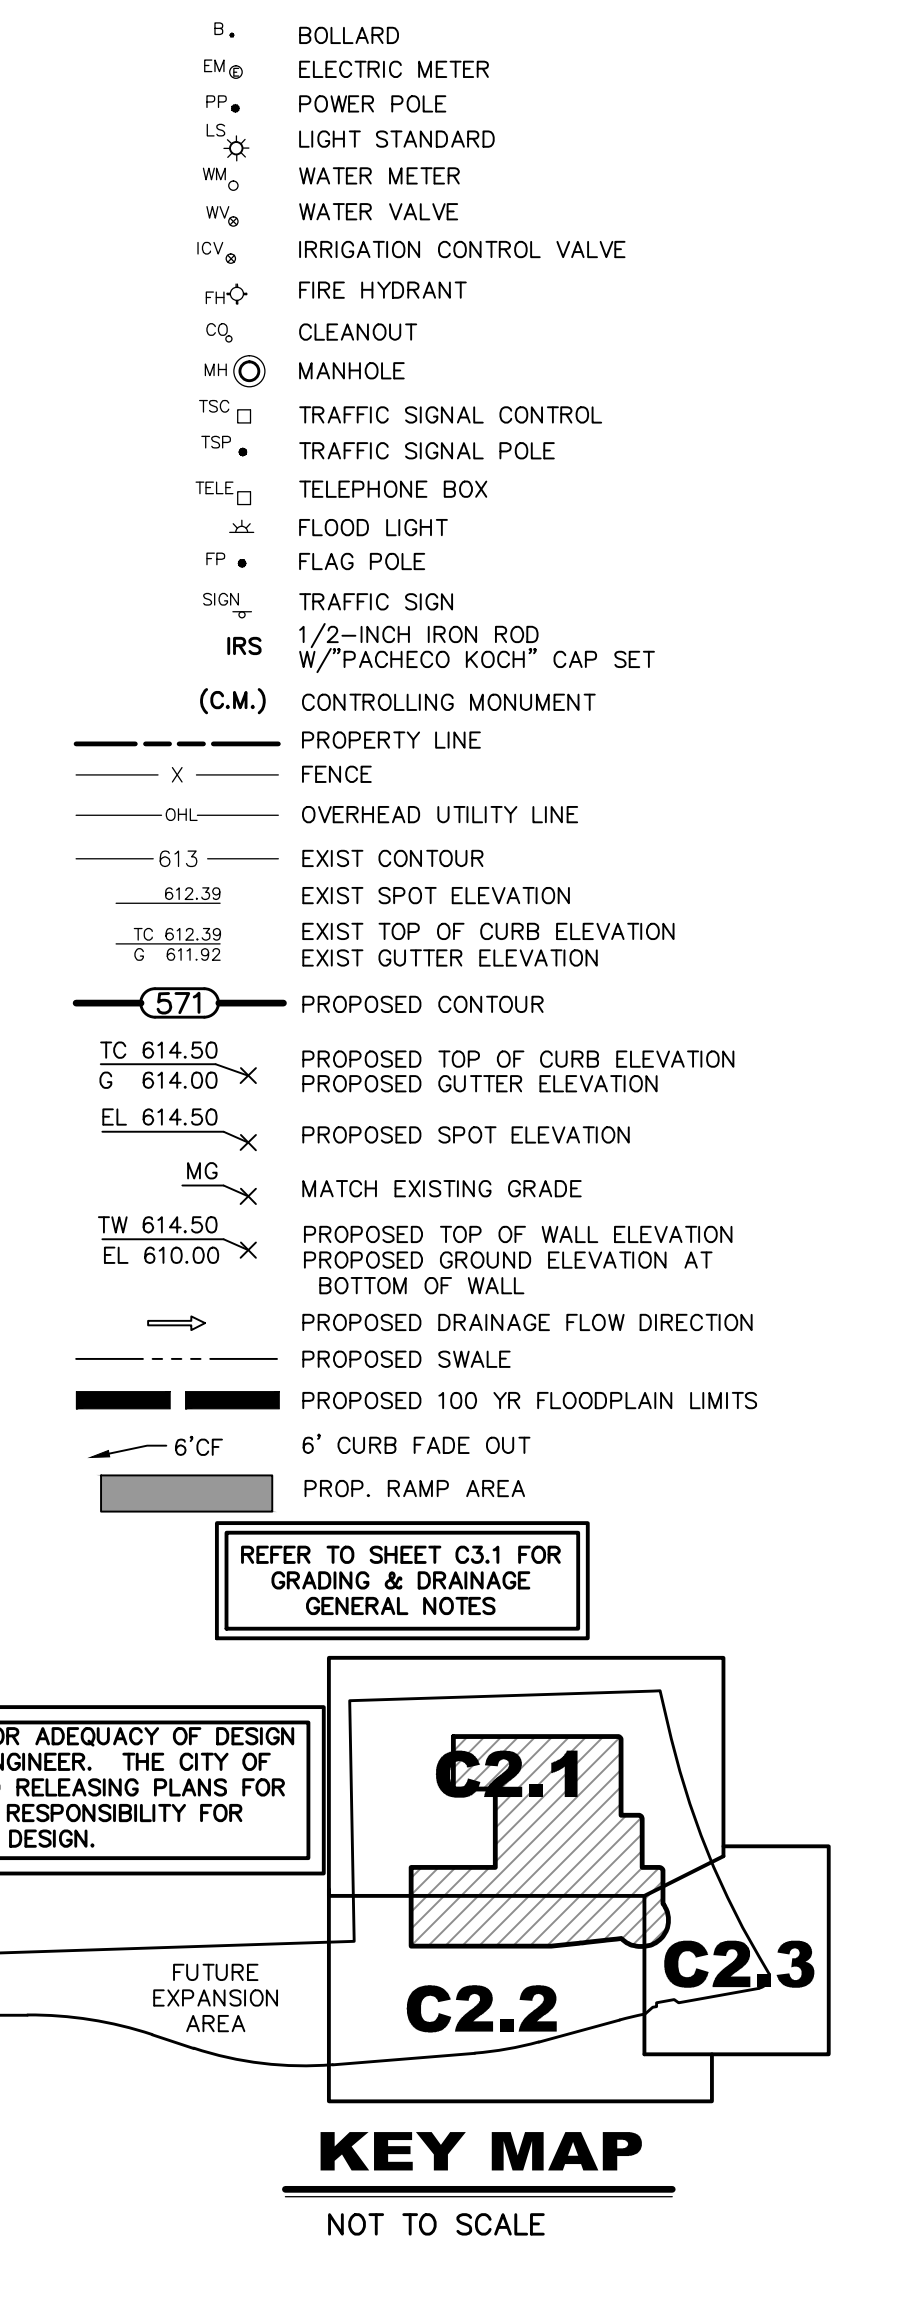 B BOLLARD
EM E ELECTRIC METER
PP POWER POLE
LS LIGHT STANDARD
WM WATER METER
WV WATER VALVE
ICV IRRIGATION CONTROL VALVE
FH FIRE HYDRANT
CO CLEANOUT
MH MANHOLE
TSC TRAFFIC SIGNAL CONTROL
TSP TRAFFIC SIGNAL POLE
TELE TELEPHONE BOX
FLOOD LIGHT
FP FLAG POLE
SIGN TRAFFIC SIGN
IRS 1/2-INCH IRON ROD
W/"PACHECO KOCH" CAP SET
(C.M.) CONTROLLING MONUMENT
PROPERTY LINE
X FENCE
OHL OVERHEAD UTILITY LINE
613 EXIST CONTOUR
612.39 EXIST SPOT ELEVATION
TC 612.39 EXIST TOP OF CURB ELEVATION
G 611.92 EXIST GUTTER ELEVATION
571 PROPOSED CONTOUR
TC 614.50 PROPOSED TOP OF CURB ELEVATION
G 614.00 PROPOSED GUTTER ELEVATION
EL 614.50 PROPOSED SPOT ELEVATION
MG MATCH EXISTING GRADE
TW 614.50 PROPOSED TOP OF WALL ELEVATION
EL 610.00 PROPOSED GROUND ELEVATION AT
BOTTOM OF WALL
PROPOSED DRAINAGE FLOW DIRECTION
PROPOSED SWALE
PROPOSED 100 YR FLOODPLAIN LIMITS
6'CF 6' CURB FADE OUT
PROP. RAMP AREA
REFER TO SHEET C3.1 FOR
GRADING & DRAINAGE
GENERAL NOTES
OR ADEQUACY OF DESIGN
NGINEER. THE CITY OF
RELEASING PLANS FOR
RESPONSIBILITY FOR
DESIGN.
C2.1
C2.3
C2.2
FUTURE
EXPANSION
AREA
KEY MAP
NOT TO SCALE